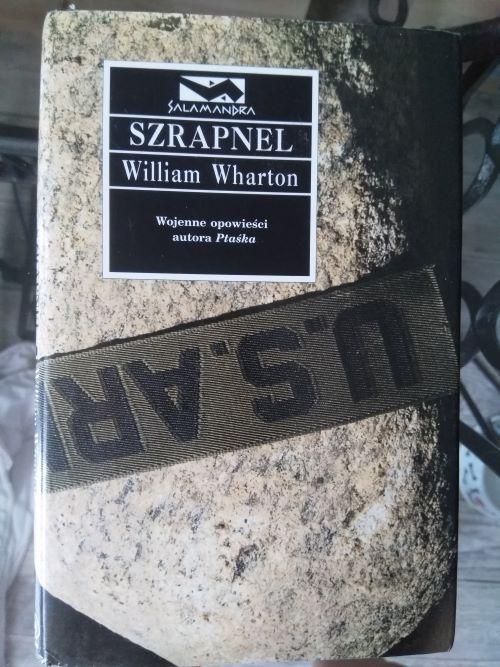 SALAMANDRA
SZRAPNEL
William Wharton
Wojenne opowieści
autora Ptaśka
U.S.AR